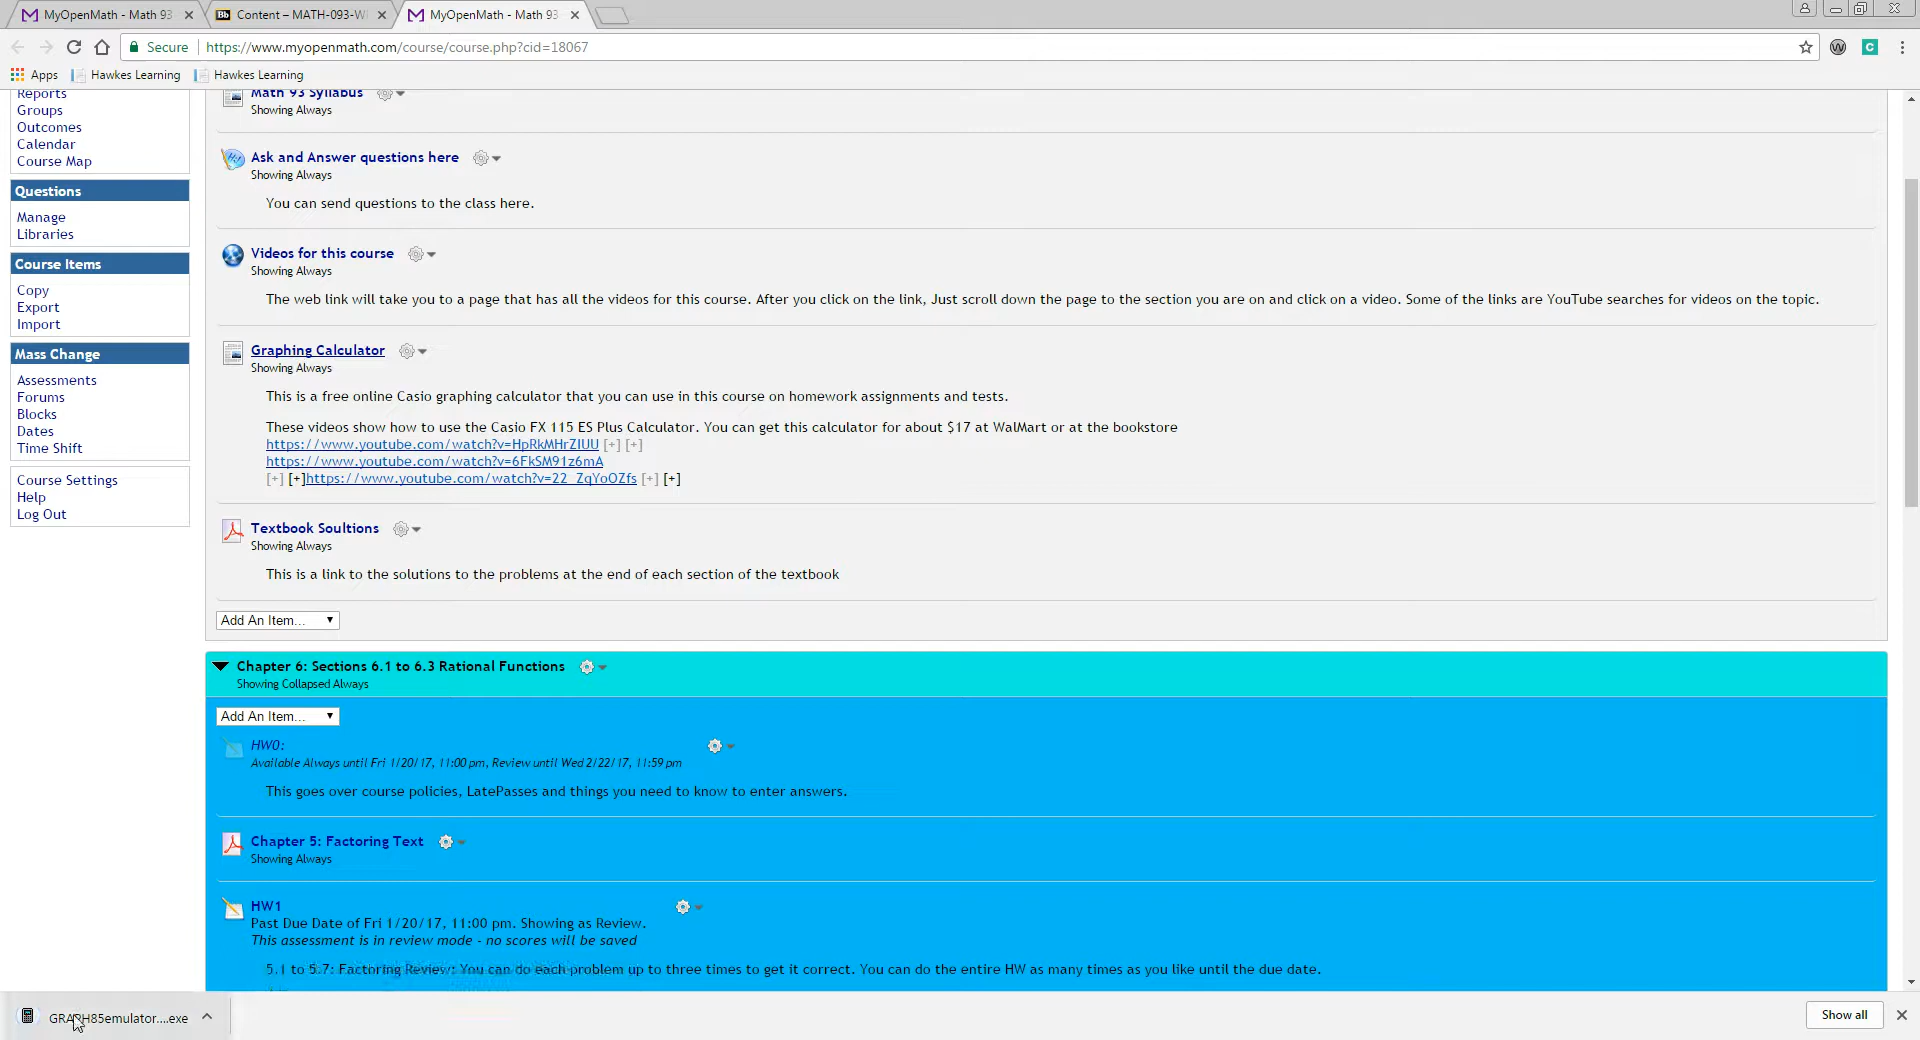 MyOpenMath - Math 93
Content – MATH-093-W
MyOpenMath - Math 93
Secure
https://www.myopenmath.com/course/course.php?cid=18067
Apps
Hawkes Learning
Hawkes Learning
Reports
Groups
Outcomes
Calendar
Course Map
Questions
Manage
Libraries
Course Items
Copy
Export
Import
Mass Change
Assessments
Forums
Blocks
Dates
Time Shift
Course Settings
Help
Log Out
Math 93 Syllabus
Showing Always
Ask and Answer questions here
Showing Always
You can send questions to the class here.
Videos for this course
Showing Always
The web link will take you to a page that has all the videos for this course. After you click on the link, Just scroll down the page to the section you are on and click on a video. Some of the links are YouTube searches for videos on the topic.
Graphing Calculator
Showing Always
This is a free online Casio graphing calculator that you can use in this course on homework assignments and tests.
These videos show how to use the Casio FX 115 ES Plus Calculator. You can get this calculator for about $17 at WalMart or at the bookstore
https://www.youtube.com/watch?v=HpRkMHrZIUU [+] [+]
https://www.youtube.com/watch?v=6FkSM91z6mA
[+] [+]https://www.youtube.com/watch?v=22_ZqYoOZfs [+] [+]
Textbook Soultions
Showing Always
This is a link to the solutions to the problems at the end of each section of the textbook
Add An Item...
Chapter 6: Sections 6.1 to 6.3 Rational Functions
Showing Collapsed Always
Add An Item...
HW0:
Available Always until Fri 1/20/17, 11:00 pm, Review until Wed 2/22/17, 11:59 pm
This goes over course policies, LatePasses and things you need to know to enter answers.
Chapter 5: Factoring Text
Showing Always
HW1
Past Due Date of Fri 1/20/17, 11:00 pm. Showing as Review.
This assessment is in review mode - no scores will be saved
5.1 to 5.7: Factoring Review: You can do each problem up to three times to get it correct. You can do the entire HW as many times as you like until the due date.
GRAPH85emulator....exe
Show all